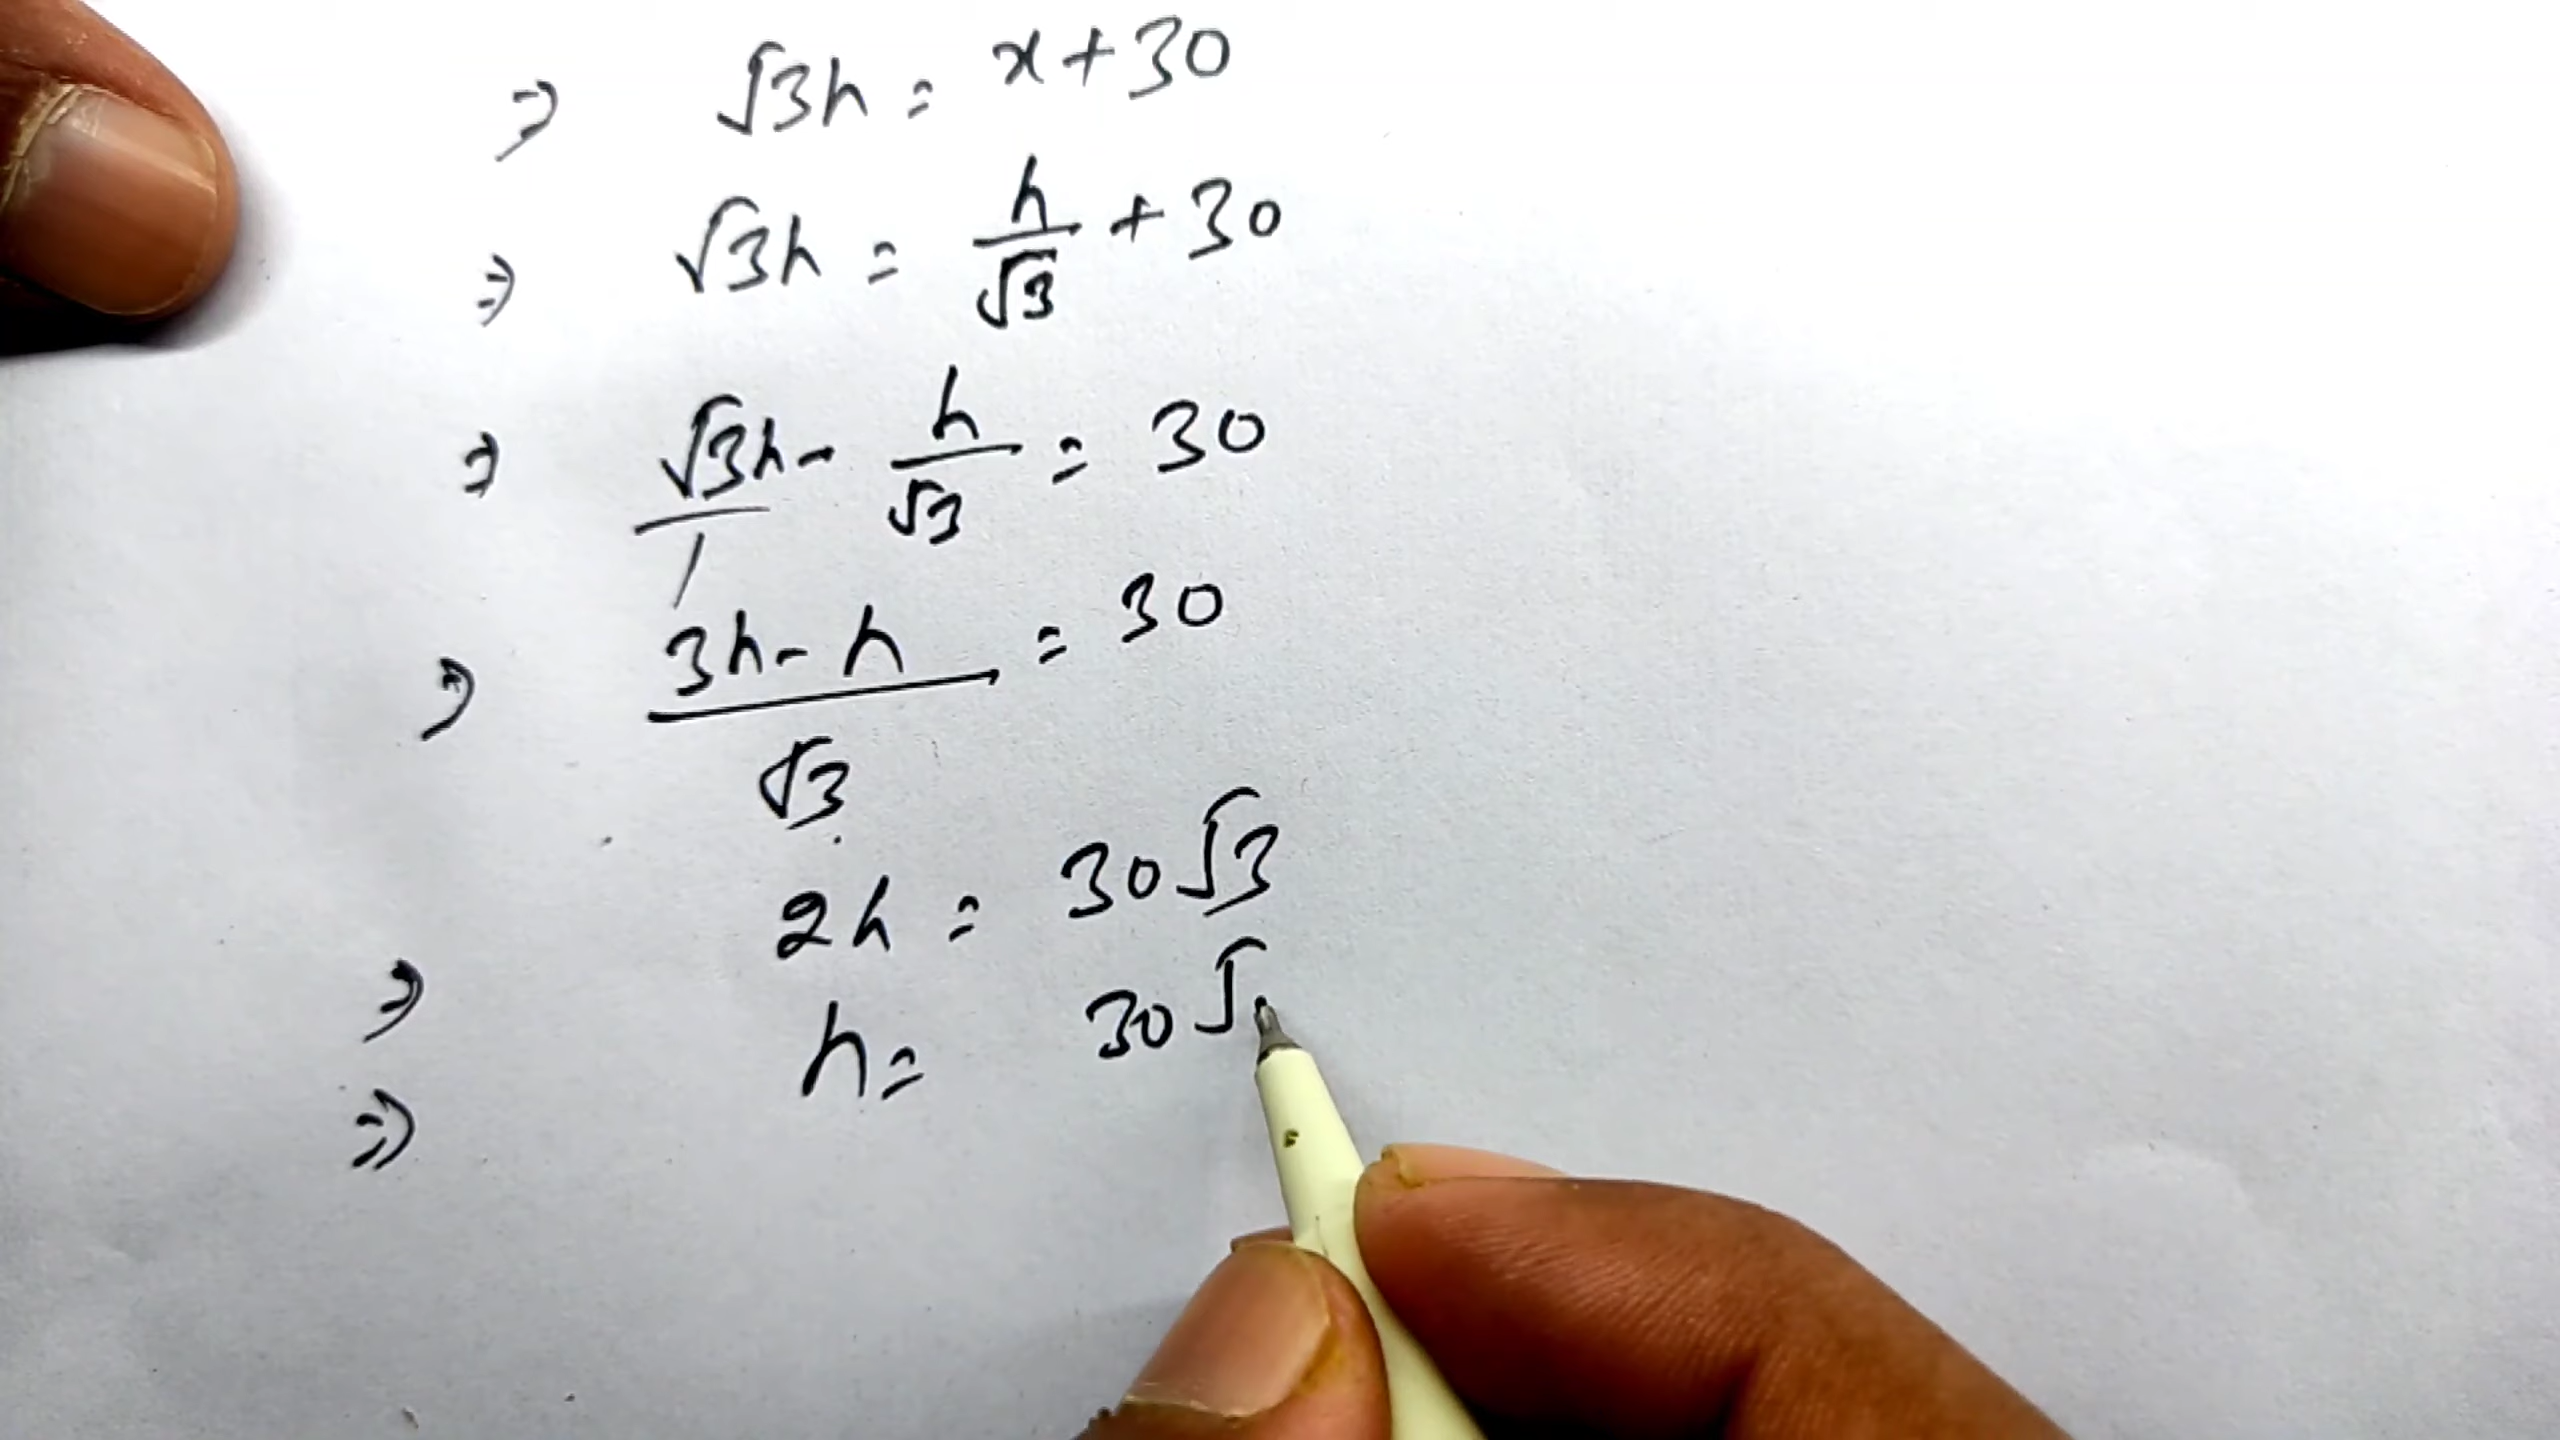 ⇒ √3h = x + 30
⇒ √3h = h/√3 + 30
⇒ √3h/1 - h/√3 = 30
⇒ (3h - h)/√3 = 30
⇒ 2h = 30√3
⇒ h = 30√